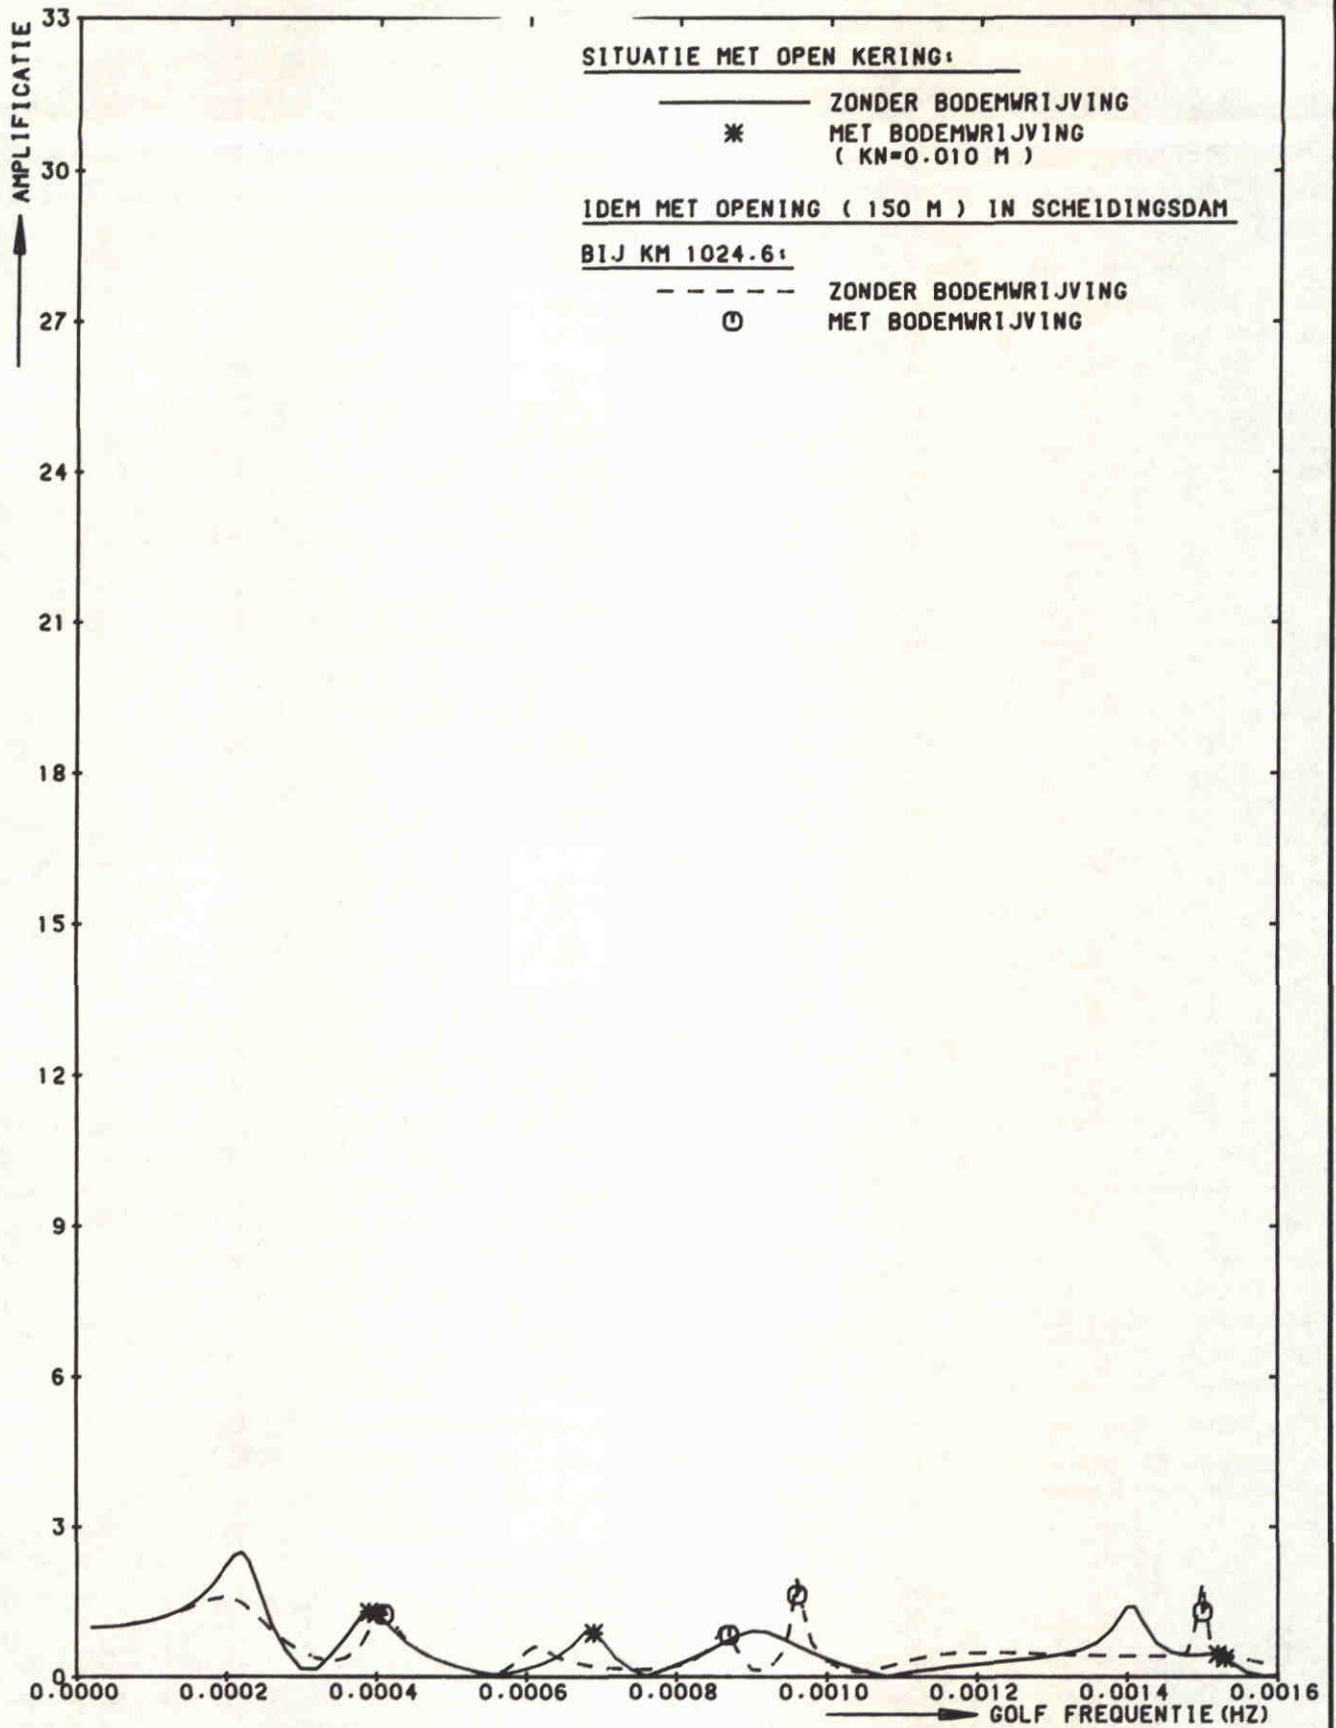 AMPLIFICATIE
33
30
27
24
21
18
15
12
9
6
3
0
SITUATIE MET OPEN KERING:
ZONDER BODEMWRIJVING
MET BODEMWRIJVING
( KN=0.010 M )
IDEM MET OPENING ( 150 M ) IN SCHEIDINGSDAM
BIJ KM 1024.6:
ZONDER BODEMWRIJVING
MET BODEMWRIJVING
0.0000 0.0002 0.0004 0.0006 0.0008 0.0010 0.0012 0.0014 0.0016
GOLF FREQUENTIE (HZ)